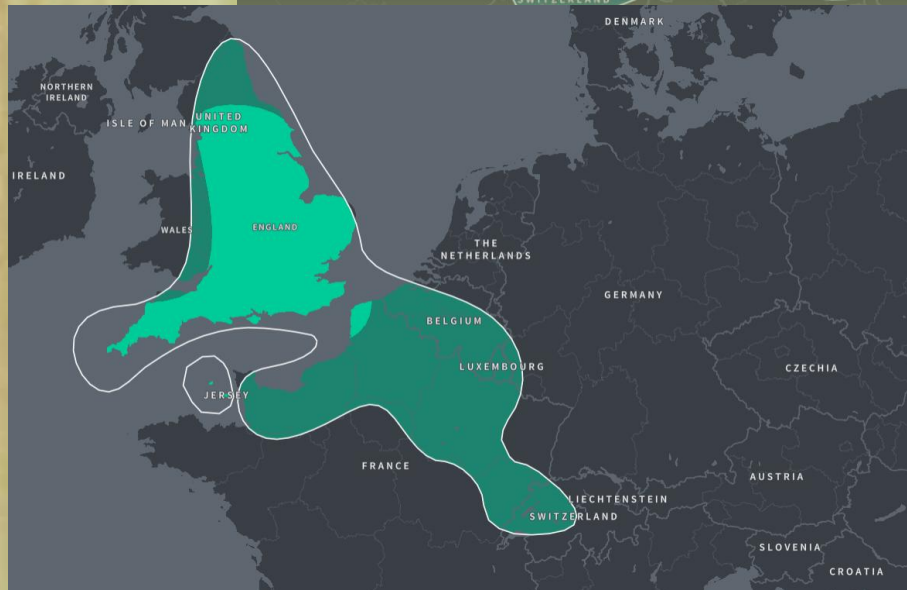 SWITZERLAND
DENMARK
NORTHERN
IRELAND
ISLE OF MAN
UNITED
KINGDOM
IRELAND
WALES
ENGLAND
THE
NETHERLANDS
GERMANY
BELGIUM
LUXEMBOURG
CZECHIA
JERSEY
FRANCE
AUSTRIA
LIECHTENSTEIN
SWITZERLAND
SLOVENIA
CROATIA